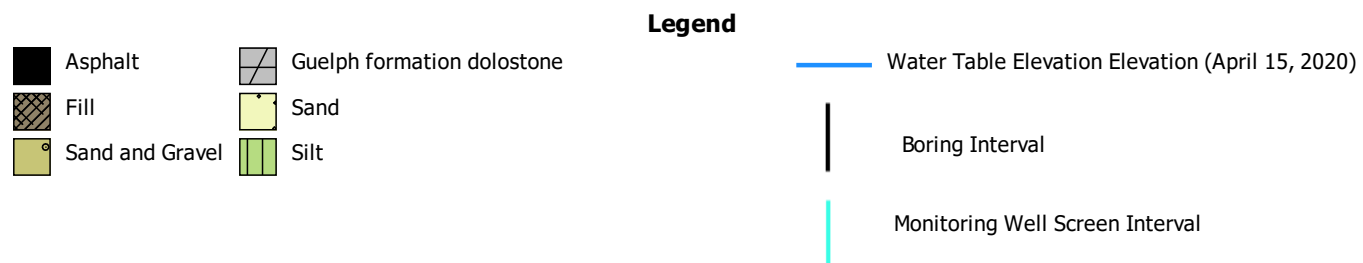 Legend
Asphalt
Fill
Sand and Gravel
Guelph formation dolostone
Sand
Silt
Water Table Elevation Elevation (April 15, 2020)
Boring Interval
Monitoring Well Screen Interval